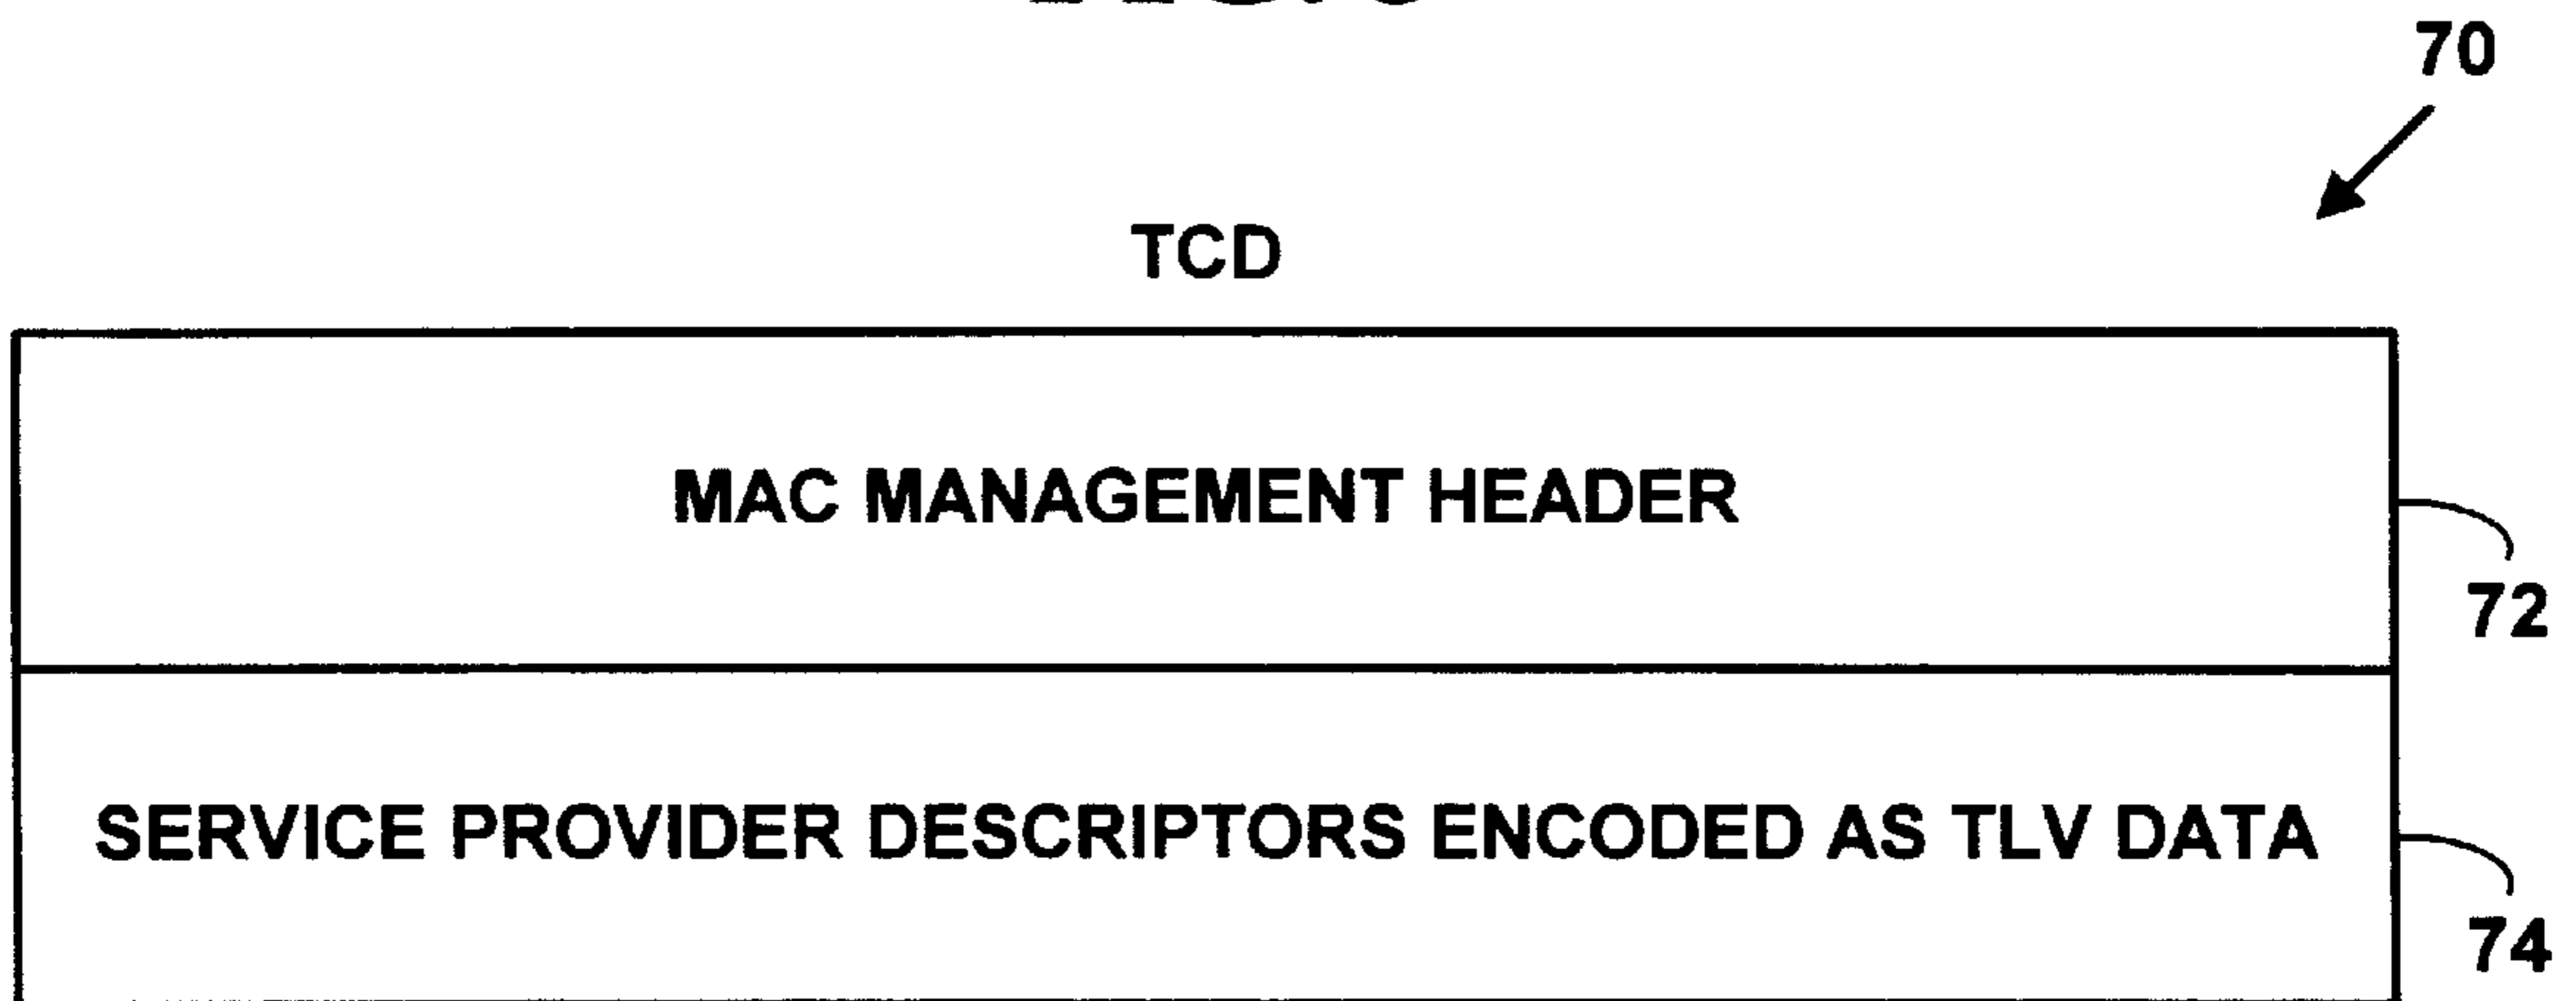 70
TCD
MAC MANAGEMENT HEADER
72
SERVICE PROVIDER DESCRIPTORS ENCODED AS TLV DATA
74